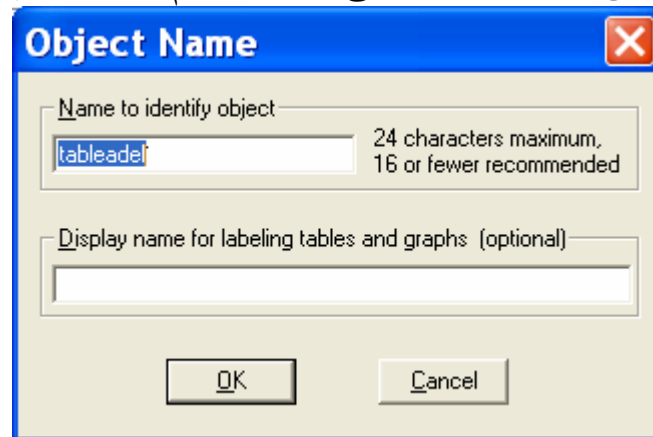 Object Name
Name to identify object
tableadel
24 characters maximum,
16 or fewer recommended
Display name for labeling tables and graphs (optional)
OK
Cancel